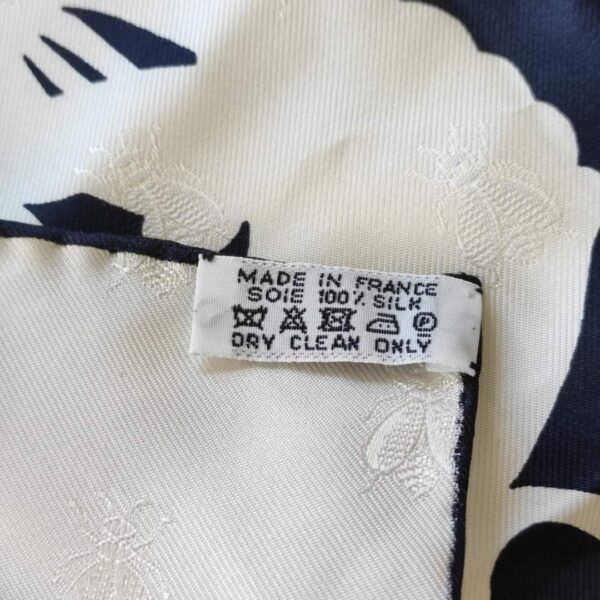 MADE IN FRANCE
SOIE 100% SILK
P
DRY CLEAN ONLY